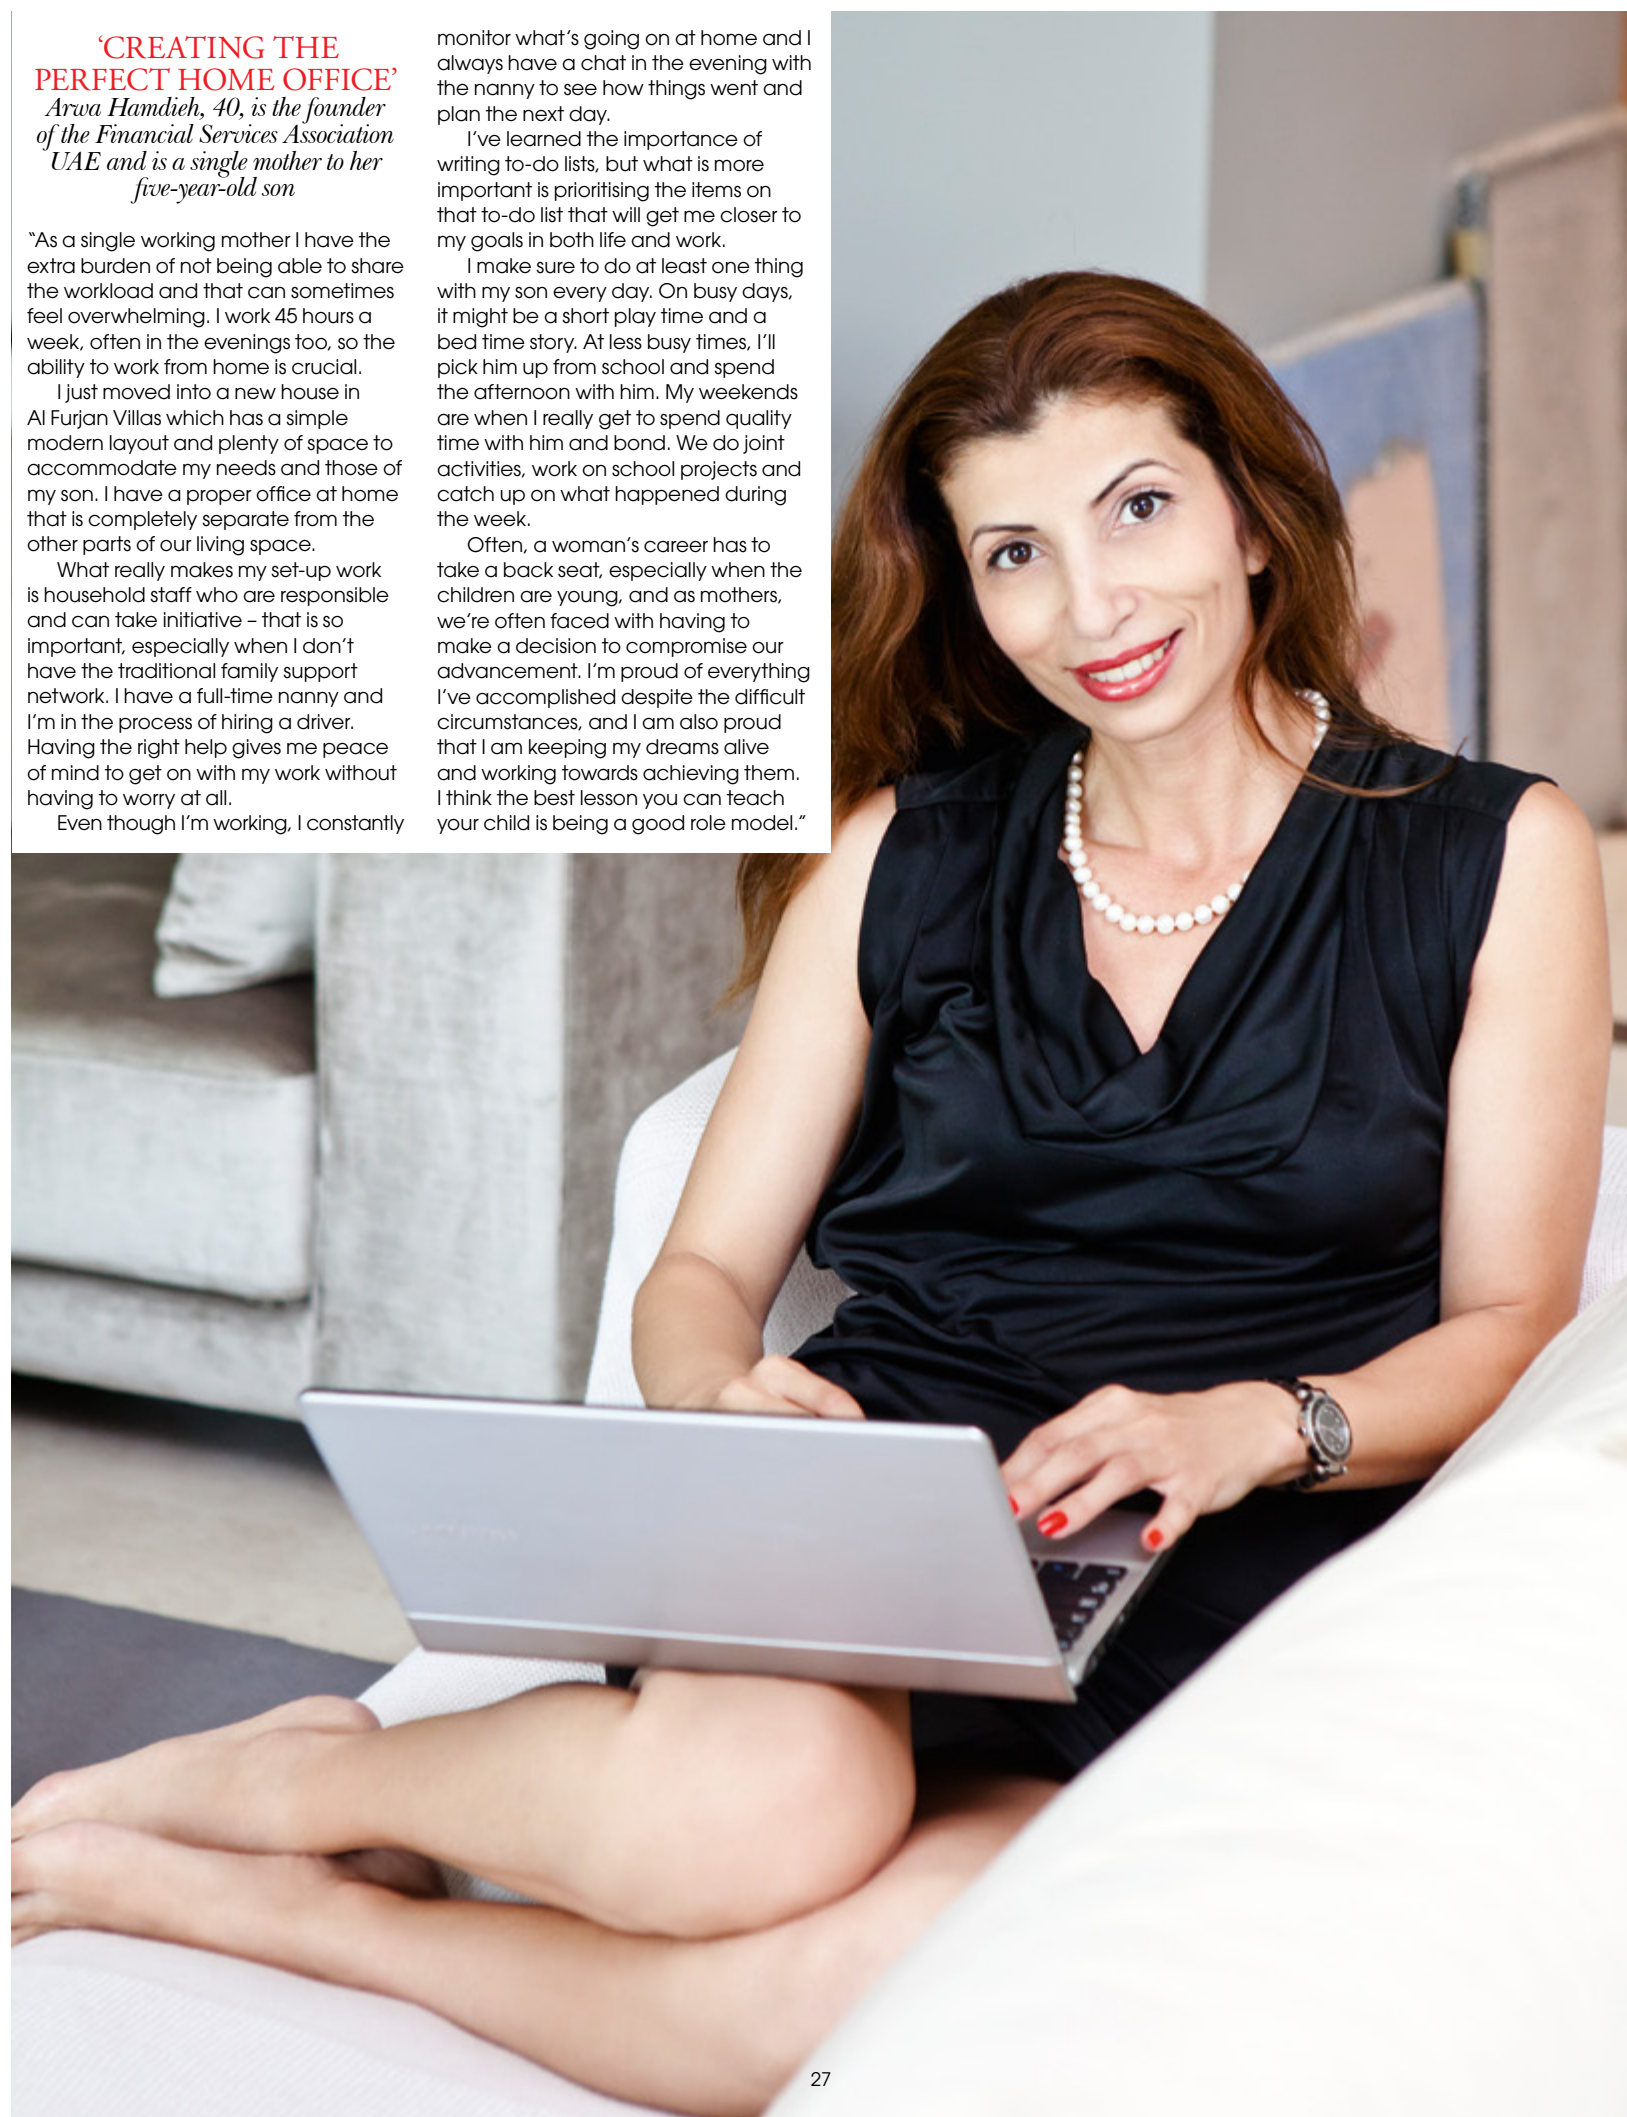 ‘CREATING THE
PERFECT HOME OFFICE’
Arwa Hamdieh, 40, is the founder
of the Financial Services Association
UAE and is a single mother to her
five-year-old son
“As a single working mother I have the
extra burden of not being able to share
the workload and that can sometimes
feel overwhelming. I work 45 hours a
week, often in the evenings too, so the
ability to work from home is crucial.
I just moved into a new house in
Al Furjan Villas which has a simple
modern layout and plenty of space to
accommodate my needs and those of
my son. I have a proper office at home
that is completely separate from the
other parts of our living space.
What really makes my set-up work
is household staff who are responsible
and can take initiative – that is so
important, especially when I don’t
have the traditional family support
network. I have a full-time nanny and
I’m in the process of hiring a driver.
Having the right help gives me peace
of mind to get on with my work without
having to worry at all.
Even though I’m working, I constantly
monitor what’s going on at home and I
always have a chat in the evening with
the nanny to see how things went and
plan the next day.
I’ve learned the importance of
writing to-do lists, but what is more
important is prioritising the items on
that to-do list that will get me closer to
my goals in both life and work.
I make sure to do at least one thing
with my son every day. On busy days,
it might be a short play time and a
bed time story. At less busy times, I’ll
pick him up from school and spend
the afternoon with him. My weekends
are when I really get to spend quality
time with him and bond. We do joint
activities, work on school projects and
catch up on what happened during
the week.
Often, a woman’s career has to
take a back seat, especially when the
children are young, and as mothers,
we’re often faced with having to
make a decision to compromise our
advancement. I’m proud of everything
I’ve accomplished despite the difficult
circumstances, and I am also proud
that I am keeping my dreams alive
and working towards achieving them.
I think the best lesson you can teach
your child is being a good role model.”
27